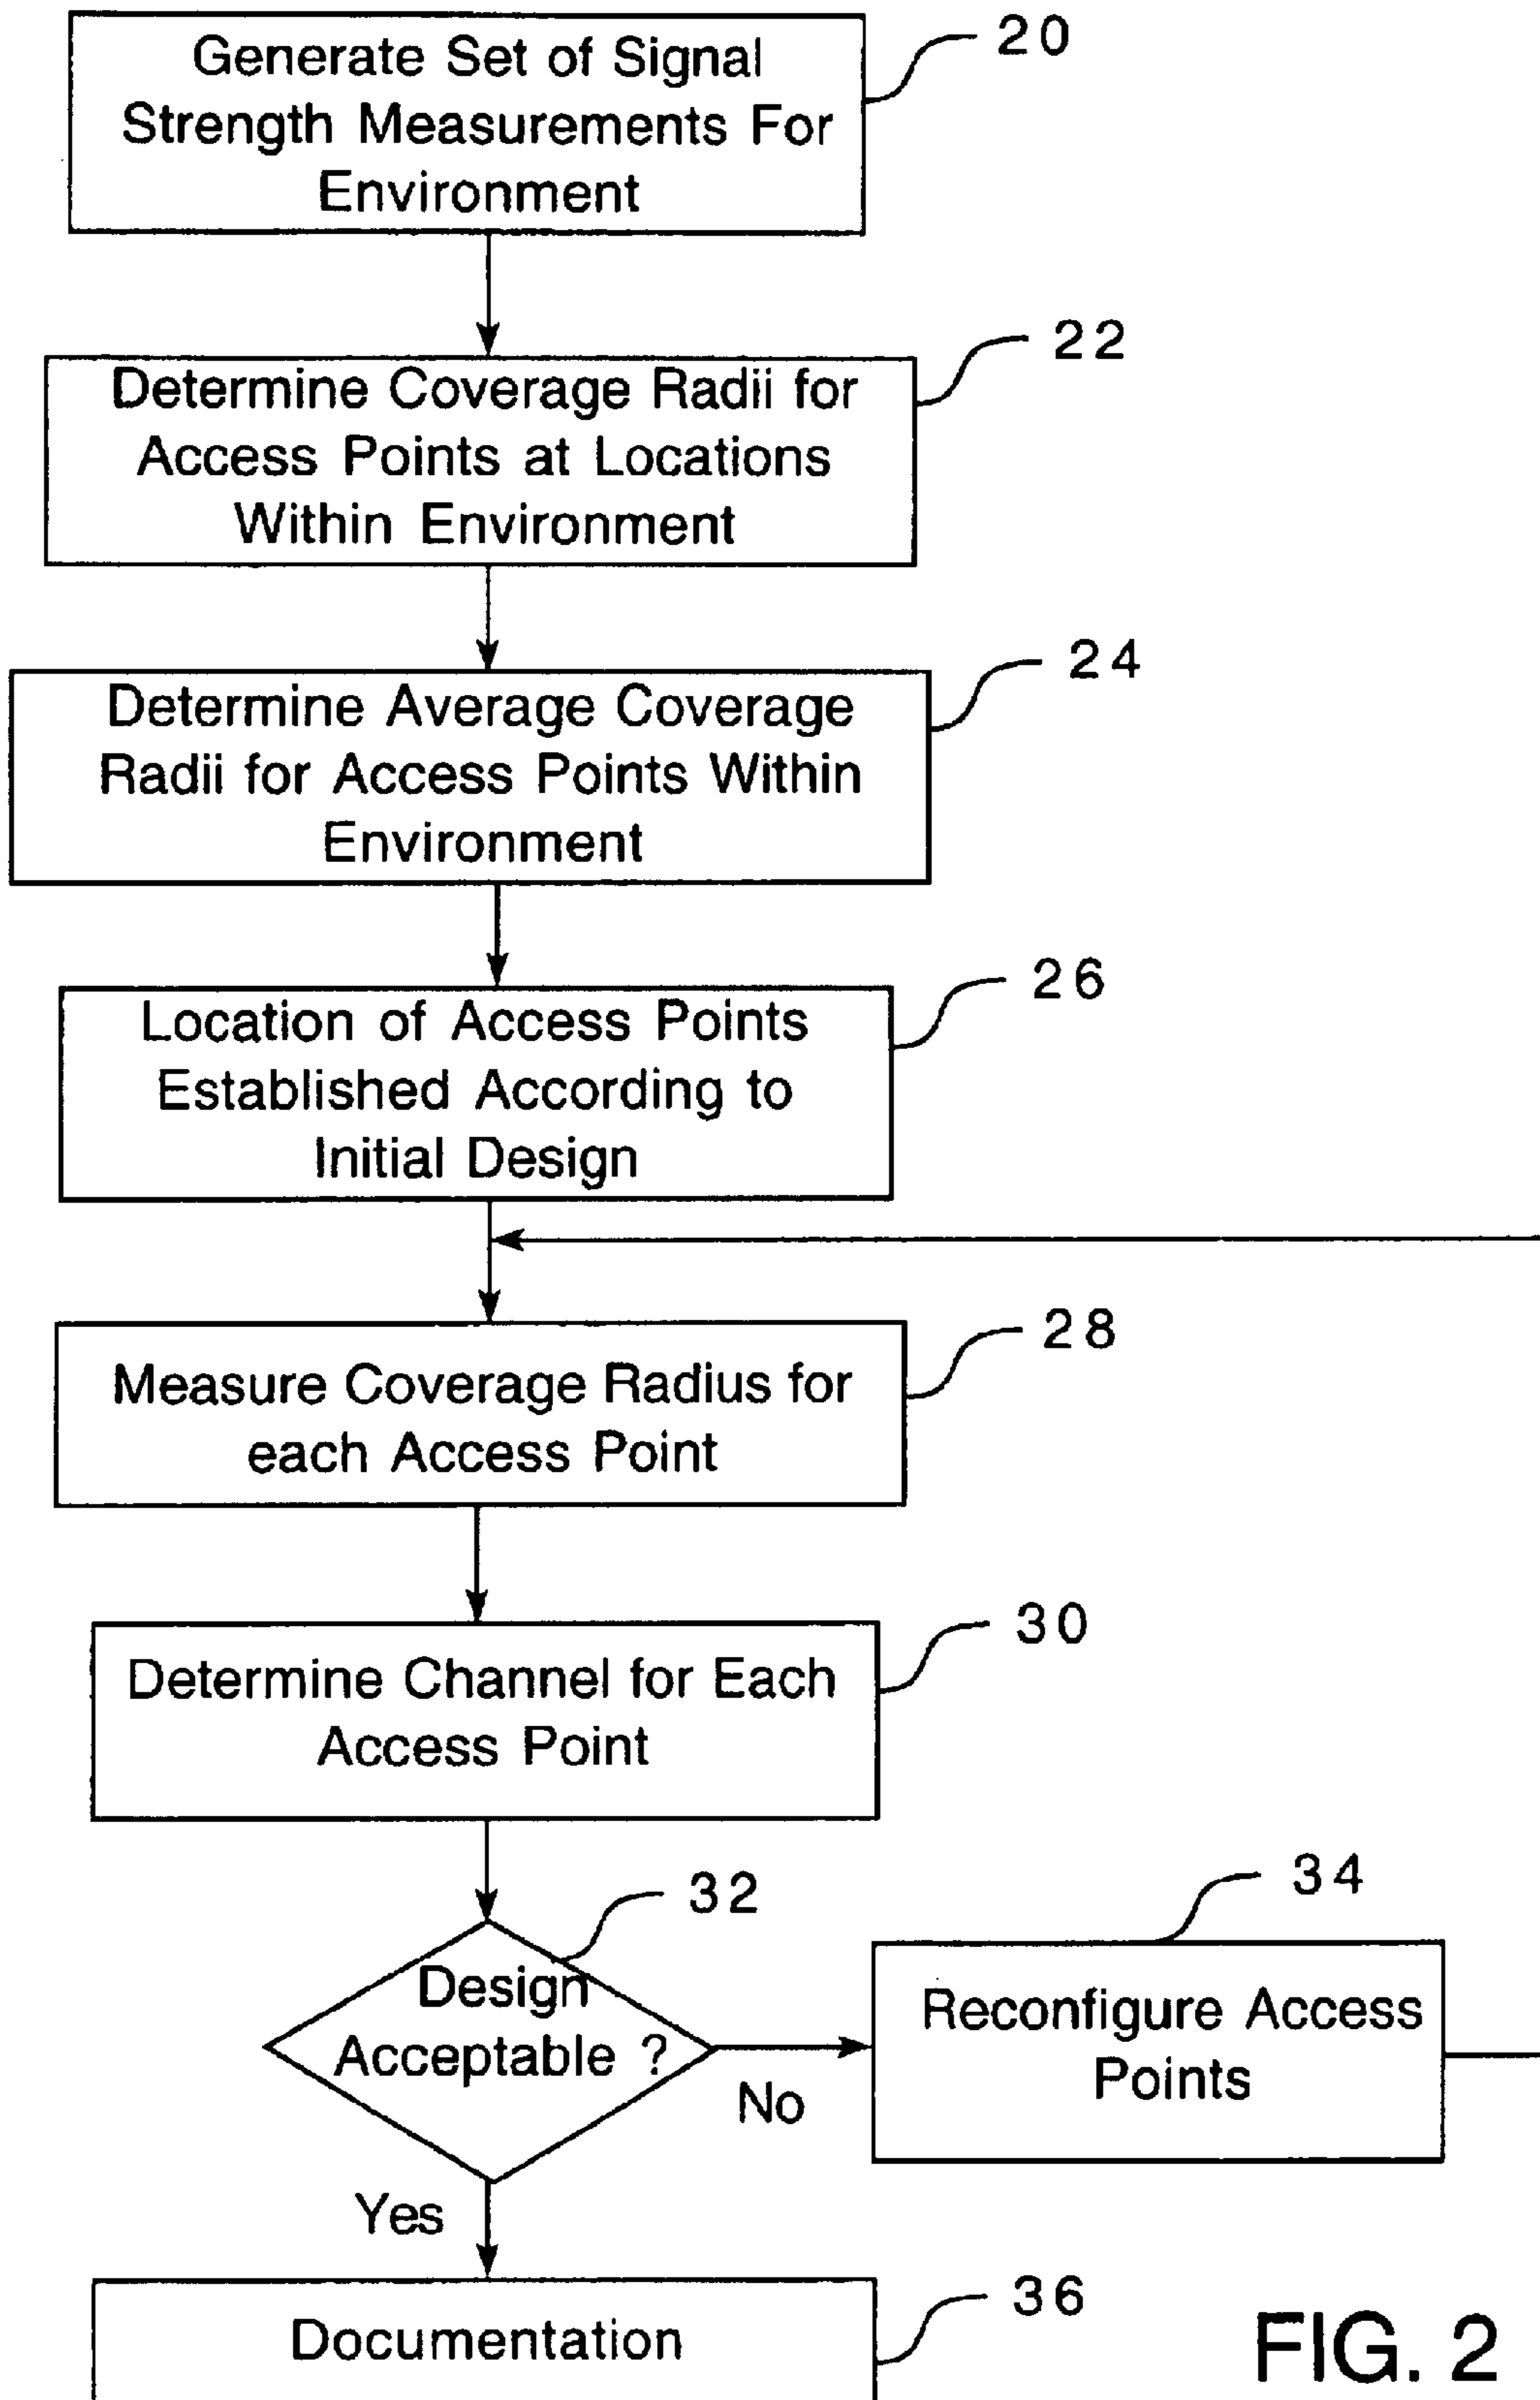 Generate Set of Signal
Strength Measurements For
Environment
20
Determine Coverage Radii for
Access Points at Locations
Within Environment
22
Determine Average Coverage
Radii for Access Points Within
Environment
24
Location of Access Points
Established According to
Initial Design
26
Measure Coverage Radius for
each Access Point
28
Determine Channel for Each
Access Point
30
Design
Acceptable ?
32
No
Reconfigure Access
Points
34
Yes
Documentation
36
FIG. 2